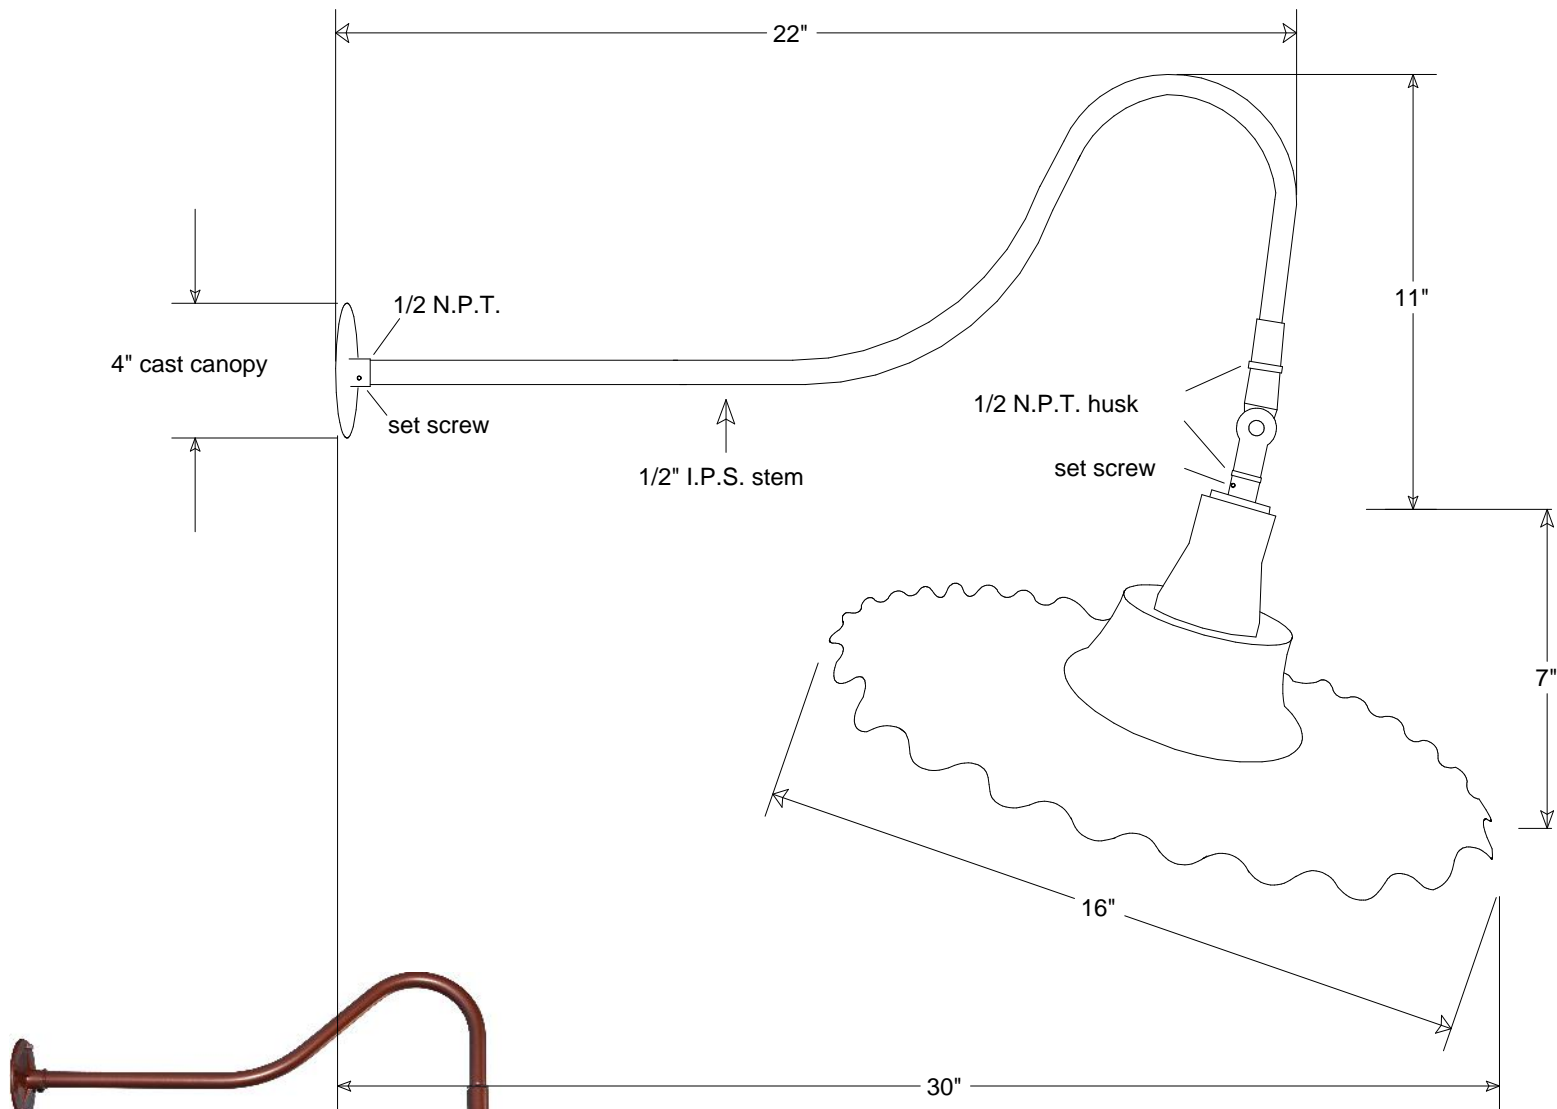 22"
1/2 N.P.T.
11"
4" cast canopy
1/2 N.P.T. husk
set screw
set screw
1/2" I.P.S. stem
7"
16"
30"